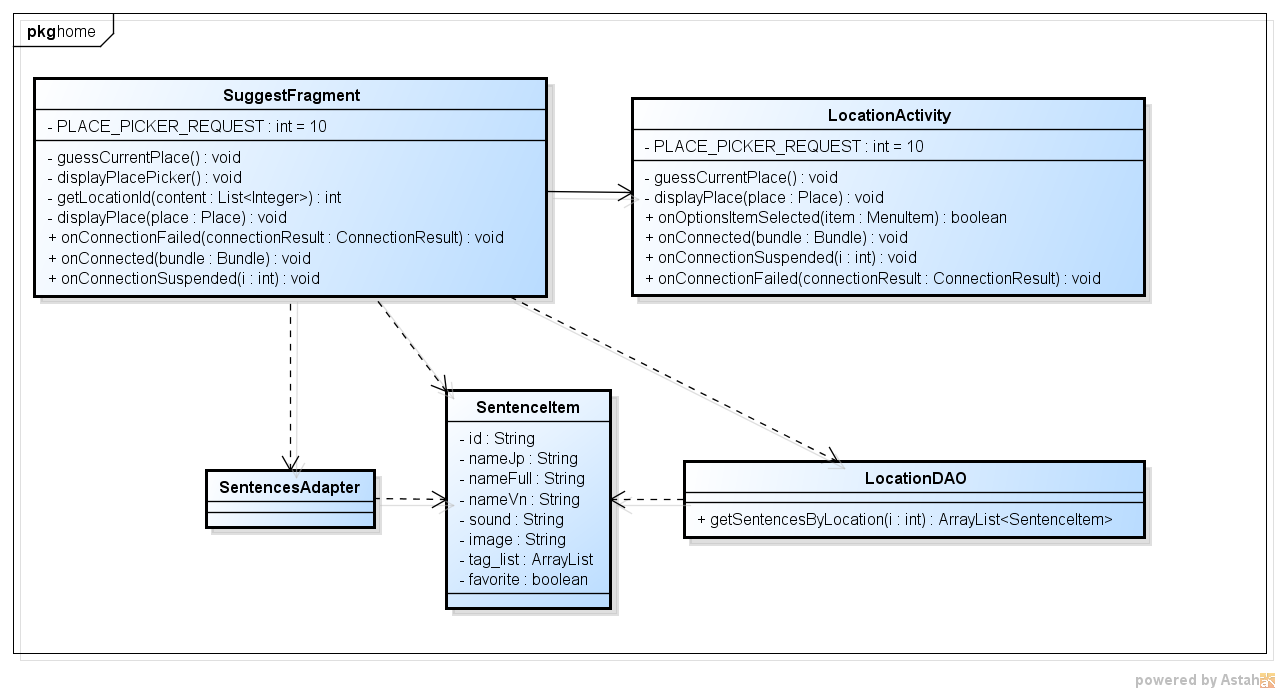 pkg home
SuggestFragment
- PLACE_PICKER_REQUEST : int = 10
- guessCurrentPlace() : void
- displayPlacePicker() : void
- getLocationId(content : List<Integer>) : int
- displayPlace(place : Place) : void
+ onConnectionFailed(connectionResult : ConnectionResult) : void
+ onConnected(bundle : Bundle) : void
+ onConnectionSuspended(i : int) : void
LocationActivity
- PLACE_PICKER_REQUEST : int = 10
- guessCurrentPlace() : void
- displayPlace(place : Place) : void
+ onOptionsItemSelected(item : MenuItem) : boolean
+ onConnected(bundle : Bundle) : void
+ onConnectionSuspended(i : int) : void
+ onConnectionFailed(connectionResult : ConnectionResult) : void
SentencesAdapter
SentenceItem
- id : String
- nameJp : String
- nameFull : String
- nameVn : String
- sound : String
- image : String
- tag_list : ArrayList
- favorite : boolean
LocationDAO
+ getSentencesByLocation(i : int) : ArrayList<SentenceItem>
powered by Astah